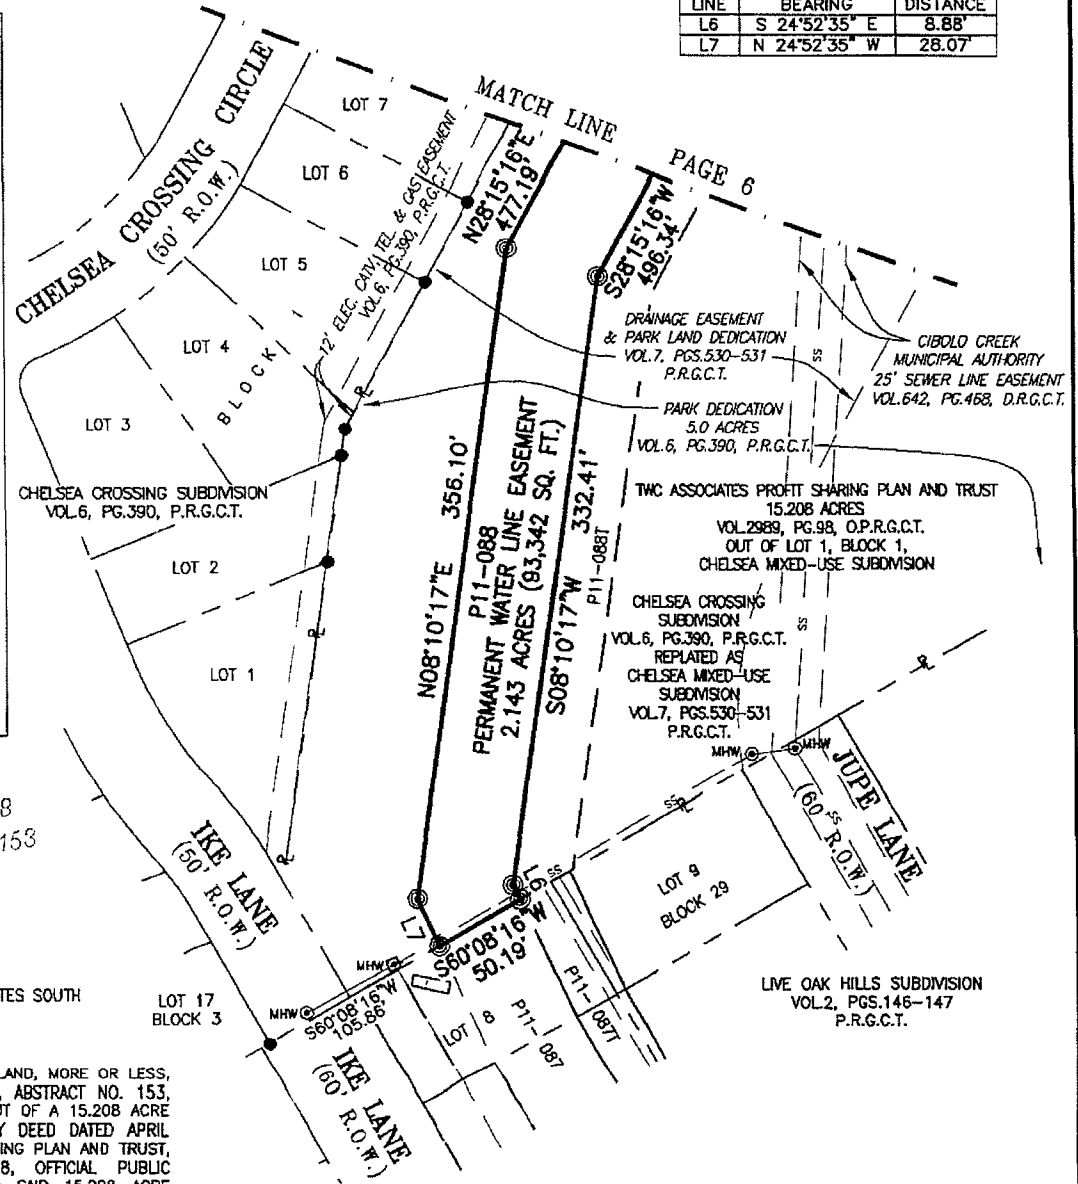 LINE BEARING DISTANCE
L6 S 24°52'35" E 8.88'
L7 N 24°52'35" W 28.07'
MATCH LINE PAGE 6
CHELSEA CROSSING CIRCLE
(50' R.O.W.)
LOT 7
LOT 6
LOT 5
LOT 4
LOT 3
LOT 2
LOT 1
BLOCK
12' ELEC. CATV, TEL. & GAS EASEMENT
VOL.6, PG.390, P.R.G.C.T.
N28°15'16"E
477.19'
S28°15'16"W
496.34'
DRAINAGE EASEMENT
& PARK LAND DEDICATION
VOL.7, PGS.530-531
P.R.G.C.T.
CIBOLO CREEK
MUNICIPAL AUTHORITY
25' SEWER LINE EASEMENT
VOL.642, PG.468, D.R.G.C.T.
PARK DEDICATION
5.0 ACRES
VOL.6, PG.390, P.R.G.C.T.
CHELSEA CROSSING SUBDIVISION
VOL.6, PG.390, P.R.G.C.T.
N08°10'17"E 356.10'
P11-088
PERMANENT WATER LINE EASEMENT
2.143 ACRES (93,342 SQ. FT.)
S08°10'17"W 332.41'
P11-088T
TWC ASSOCIATES PROFIT SHARING PLAN AND TRUST
15.208 ACRES
VOL.2989, PG.98, O.P.R.G.C.T.
OUT OF LOT 1, BLOCK 1,
CHELSEA MIXED-USE SUBDIVISION
CHELSEA CROSSING
SUBDIVISION
VOL.6, PG.390, P.R.G.C.T.
REPLATED AS
CHELSEA MIXED-USE
SUBDIVISION
VOL.7, PGS.530-531
P.R.G.C.T.
SS
SS
SS
SS
SS
MHW
MHW
JUPE LANE
(60' R.O.W.)
LOT 9
BLOCK 29
IKE LANE
(50' R.O.W.)
L7
L6
S60°08'16"W
50.19'
MHW
MHW
S60°08'16"W
105.86'
LOT 17
BLOCK 3
LOT 8
P11-087
P11-087T
IKE LANE
(60' R.O.W.)
LIVE OAK HILLS SUBDIVISION
VOL.2, PGS.146-147
P.R.G.C.T.
8
153
TES SOUTH
LAND, MORE OR LESS,
, ABSTRACT NO. 153,
UT OF A 15.208 ACRE
Y DEED DATED APRIL
ING PLAN AND TRUST,
8, OFFICIAL PUBLIC
SAID 15.208 ACRE